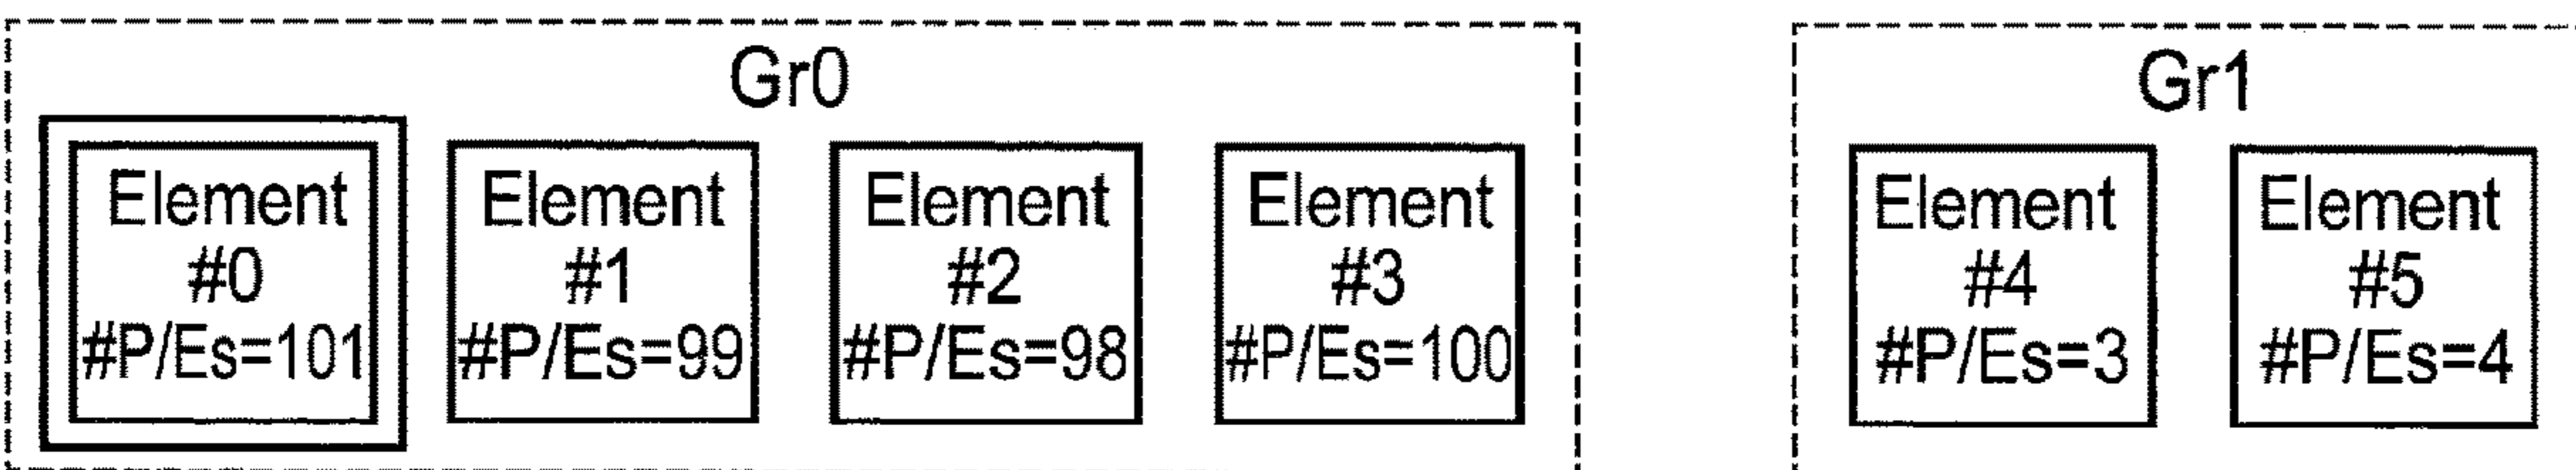 Gr0
Element
#0
#P/Es=101
Element
#1
#P/Es=99
Element
#2
#P/Es=98
Element
#3
#P/Es=100
Gr1
Element
#4
#P/Es=3
Element
#5
#P/Es=4